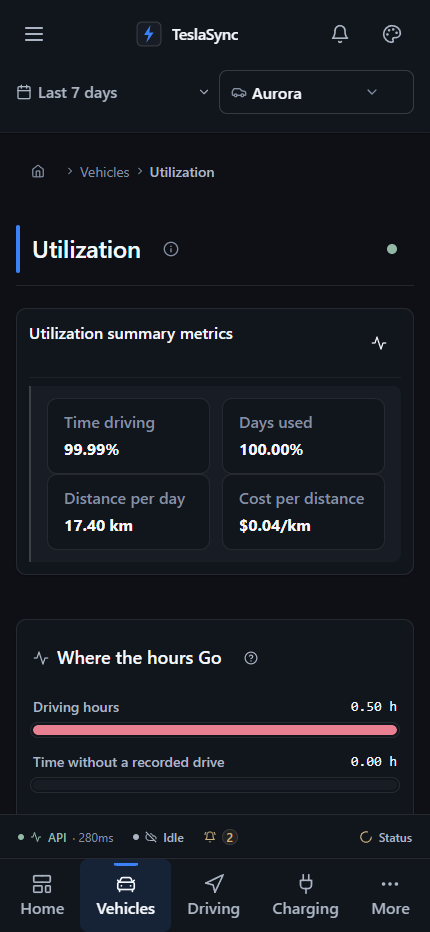 TeslaSync
Last 7 days
Aurora
Vehicles
Utilization
Utilization
Utilization summary metrics
Time driving
99.99%
Days used
100.00%
Distance per day
17.40 km
Cost per distance
$0.04/km
Where the hours Go
Driving hours
0.50 h
Time without a recorded drive
0.00 h
API · 280ms
Idle
2
Status
Home
Vehicles
Driving
Charging
More